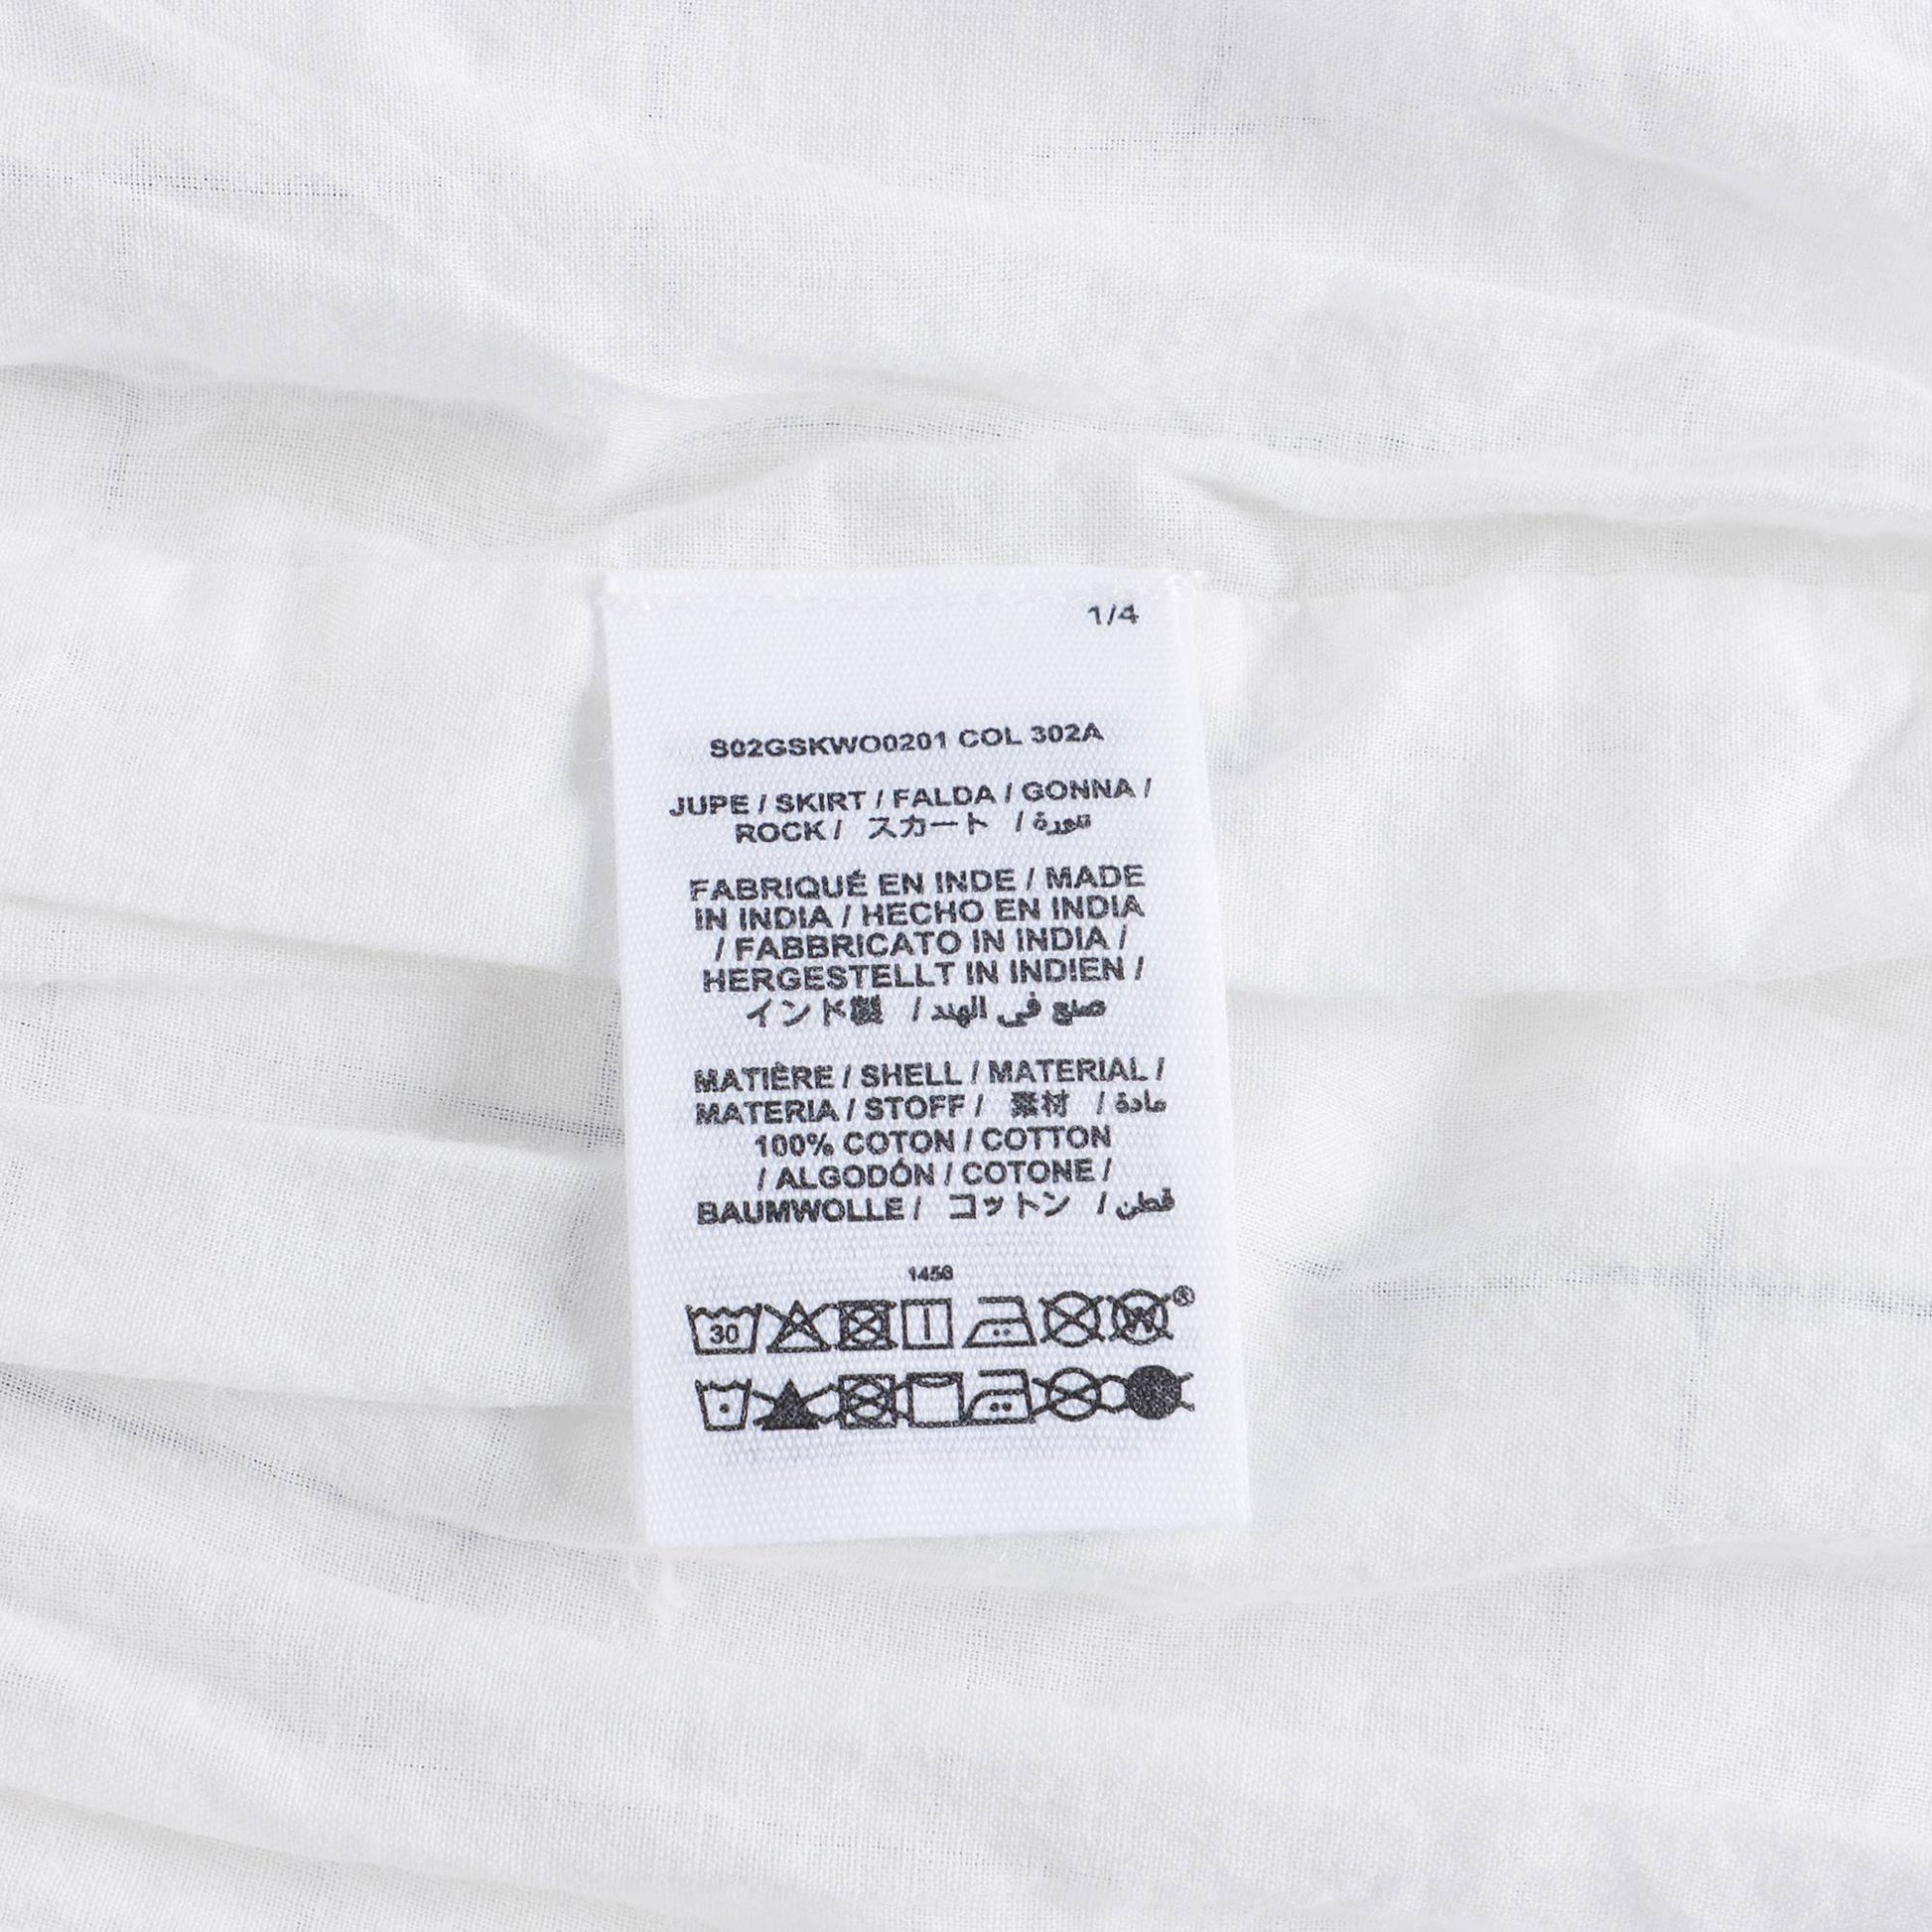 1/4
S02GSKWO0201 COL 302A
JUPE / SKIRT / FALDA / GONNA /
ROCK / スカート / تنورة
FABRIQUÉ EN INDE / MADE
IN INDIA / HECHO EN INDIA
/ FABBRICATO IN INDIA /
HERGESTELLT IN INDIEN /
インド製 / صنع في الهند
MATIÈRE / SHELL / MATERIAL /
MATERIA / STOFF / 素材 / مادة
100% COTON / COTTON
/ ALGODÓN / COTONE /
BAUMWOLLE / コットン / قطن
1456
30 W ®